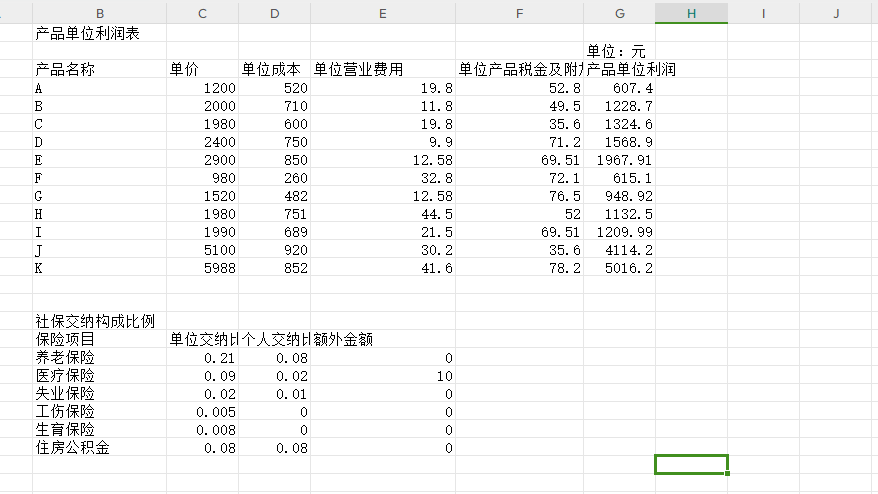 B C D E F G H I J
产品单位利润表
单位：元
产品名称 单价 单位成本 单位营业费用 单位产品税金及附加 产品单位利润
A 1200 520 19.8 52.8 607.4
B 2000 710 11.8 49.5 1228.7
C 1980 600 19.8 35.6 1324.6
D 2400 750 9.9 71.2 1568.9
E 2900 850 12.58 69.51 1967.91
F 980 260 32.8 72.1 615.1
G 1520 482 12.58 76.5 948.92
H 1980 751 44.5 52 1132.5
I 1990 689 21.5 69.51 1209.99
J 5100 920 30.2 35.6 4114.2
K 5988 852 41.6 78.2 5016.2
社保交纳构成比例
保险项目 单位交纳比 个人交纳比 额外金额
养老保险 0.21 0.08 0
医疗保险 0.09 0.02 10
失业保险 0.02 0.01 0
工伤保险 0.005 0 0
生育保险 0.008 0 0
住房公积金 0.08 0.08 0